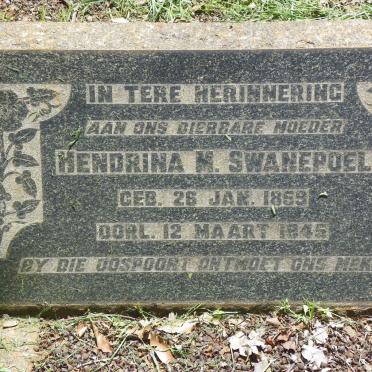 IN TERE HERINNERING
AAN ONS DIERBARE MOEDER
HENDRINA M. SWANEPOEL
GEB. 26 JAN. 1869
OORL. 12 MAART 1945
BY DIE OOSPOORT ONTMOET ONS